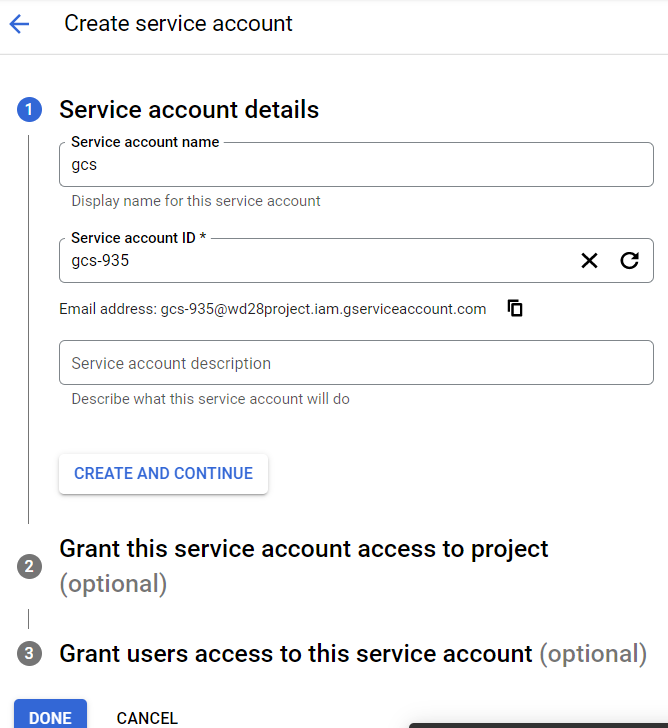 Create service account
1 Service account details
Service account name
gcs
Display name for this service account
Service account ID *
gcs-935
Email address: gcs-935@wd28project.iam.gserviceaccount.com
Service account description
Describe what this service account will do
CREATE AND CONTINUE
2 Grant this service account access to project
(optional)
3 Grant users access to this service account (optional)
DONE CANCEL